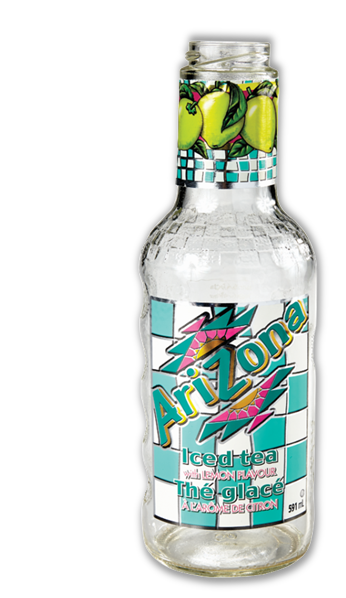 AriZona
Iced tea
with LEMON FLAVOUR
Thé glacé
À L'ARÔME DE CITRON
591 mL